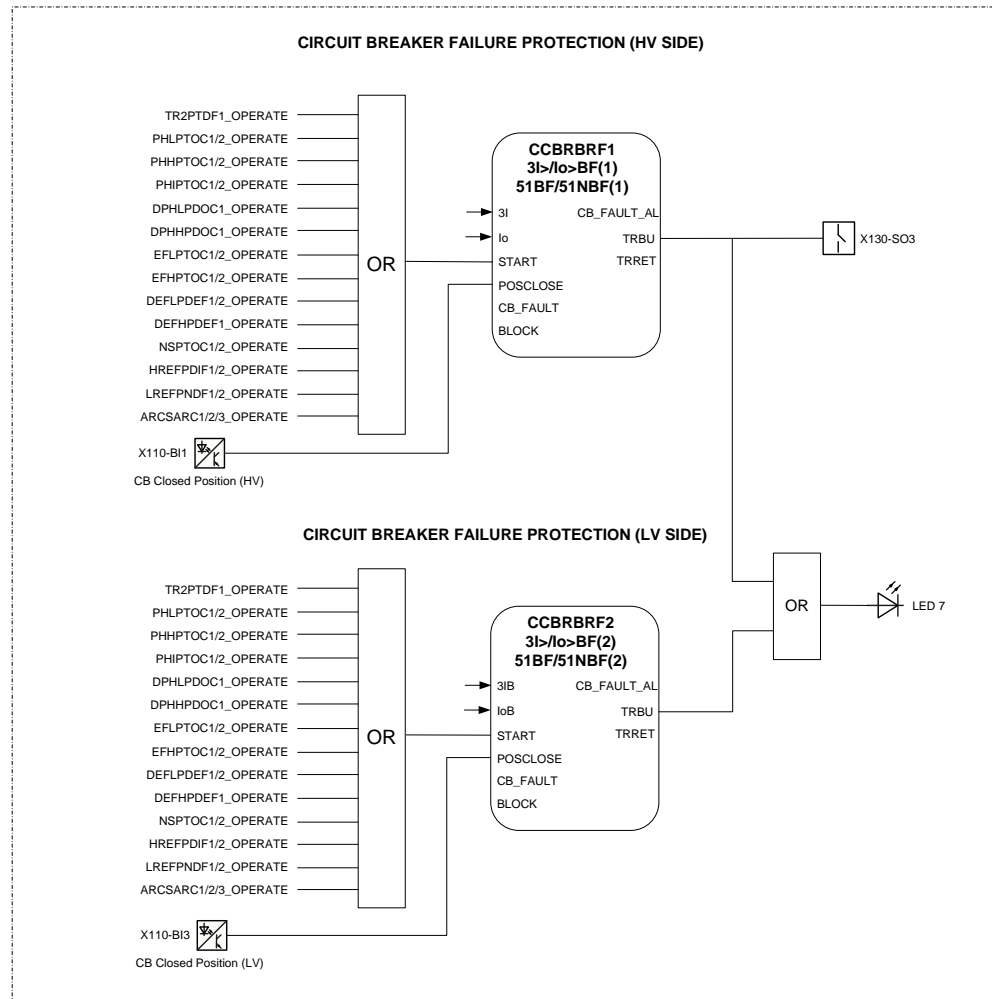 CIRCUIT BREAKER FAILURE PROTECTION (HV SIDE)
TR2PTDF1_OPERATE
PHLPTOC1/2_OPERATE
PHHPTOC1/2_OPERATE
PHIPTOC1/2_OPERATE
DPHLPDOC1_OPERATE
DPHHPDOC1_OPERATE
EFLPTOC1/2_OPERATE
EFHPTOC1/2_OPERATE
DEFLPDEF1/2_OPERATE
DEFHPDEF1_OPERATE
NSPTOC1/2_OPERATE
HREFPDIF1/2_OPERATE
LREFPNDF1/2_OPERATE
ARCSARC1/2/3_OPERATE
OR
X110-BI1
CB Closed Position (HV)
CCBRBRF1
3I>/Io>BF(1)
51BF/51NBF(1)
3I
CB_FAULT_AL
Io
TRBU
START
TRRET
POSCLOSE
CB_FAULT
BLOCK
X130-SO3
CIRCUIT BREAKER FAILURE PROTECTION (LV SIDE)
TR2PTDF1_OPERATE
PHLPTOC1/2_OPERATE
PHHPTOC1/2_OPERATE
PHIPTOC1/2_OPERATE
DPHLPDOC1_OPERATE
DPHHPDOC1_OPERATE
EFLPTOC1/2_OPERATE
EFHPTOC1/2_OPERATE
DEFLPDEF1/2_OPERATE
DEFHPDEF1_OPERATE
NSPTOC1/2_OPERATE
HREFPDIF1/2_OPERATE
LREFPNDF1/2_OPERATE
ARCSARC1/2/3_OPERATE
OR
X110-BI3
CB Closed Position (LV)
CCBRBRF2
3I>/Io>BF(2)
51BF/51NBF(2)
3IB
CB_FAULT_AL
IoB
TRBU
START
TRRET
POSCLOSE
CB_FAULT
BLOCK
OR
LED 7